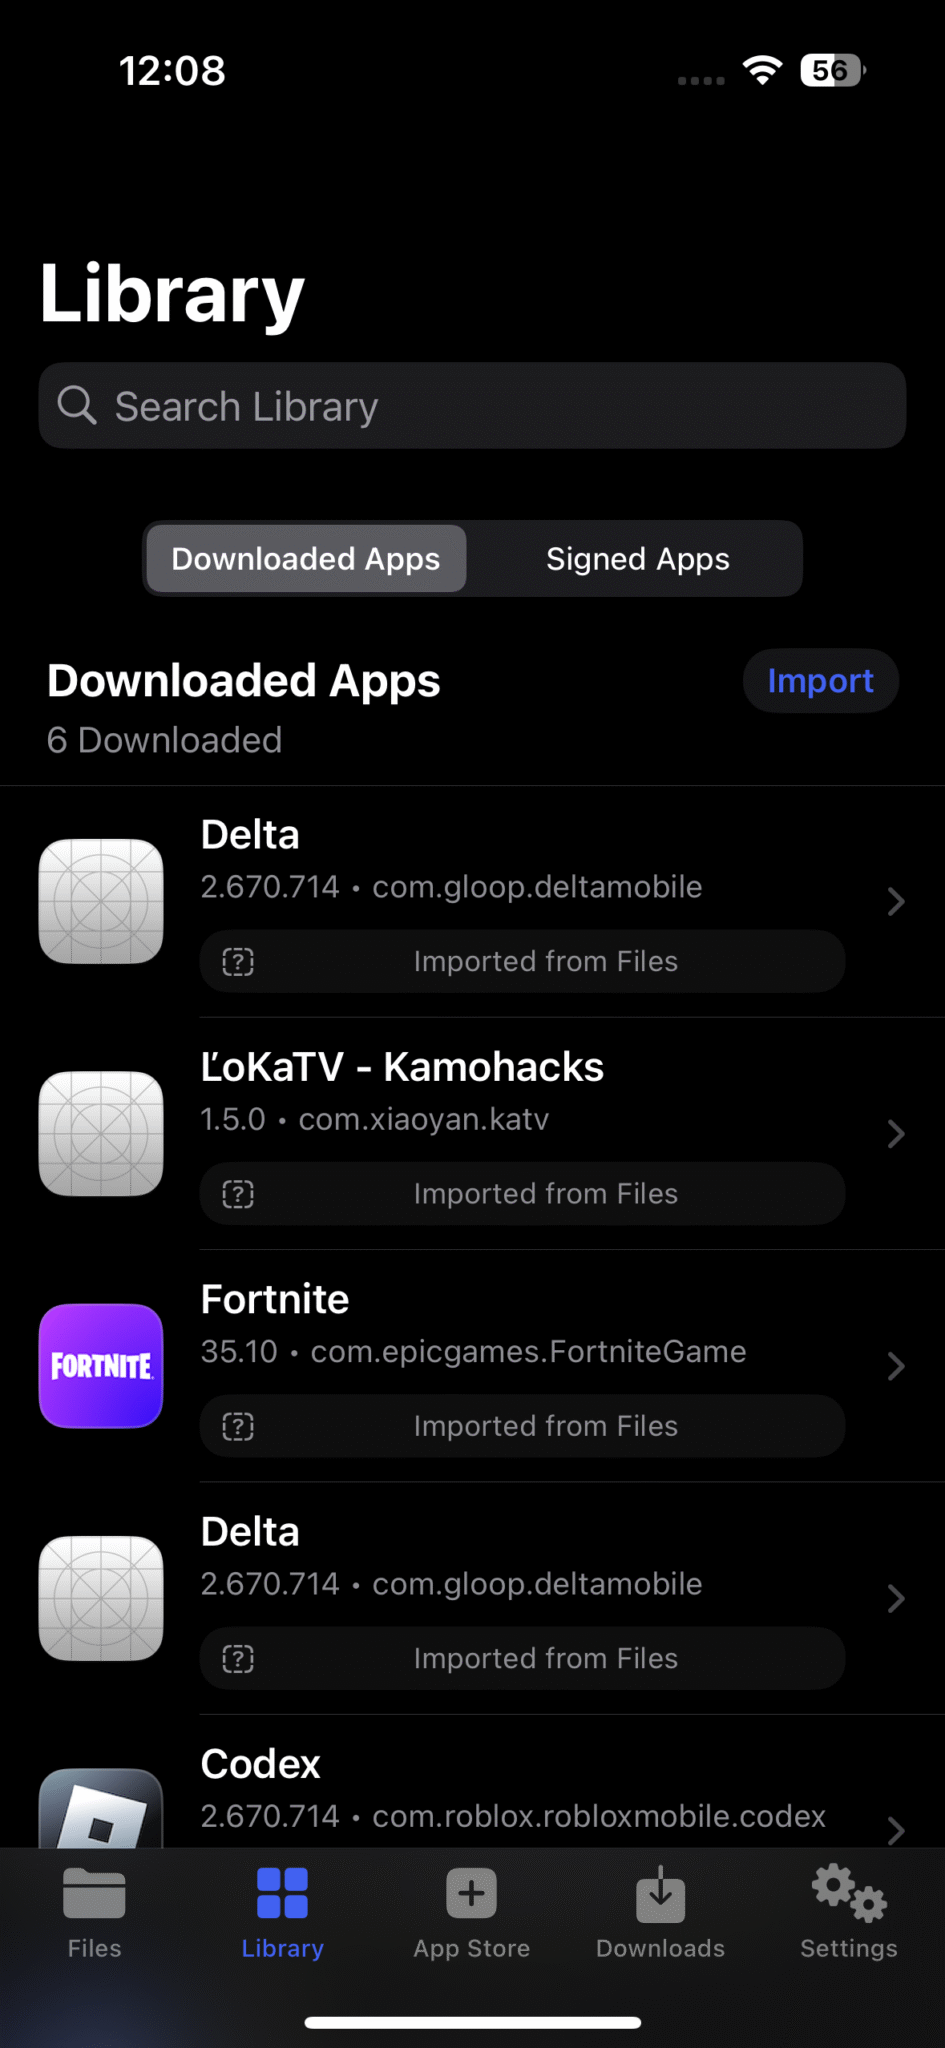 12:08
56
Library
Search Library
Downloaded Apps
Signed Apps
Downloaded Apps
Import
6 Downloaded
Delta
2.670.714 • com.gloop.deltamobile
Imported from Files
ĽoKaTV - Kamohacks
1.5.0 • com.xiaoyan.katv
Imported from Files
FORTNITE
Fortnite
35.10 • com.epicgames.FortniteGame
Imported from Files
Delta
2.670.714 • com.gloop.deltamobile
Imported from Files
Codex
2.670.714 • com.roblox.robloxmobile.codex
Files
Library
App Store
Downloads
Settings